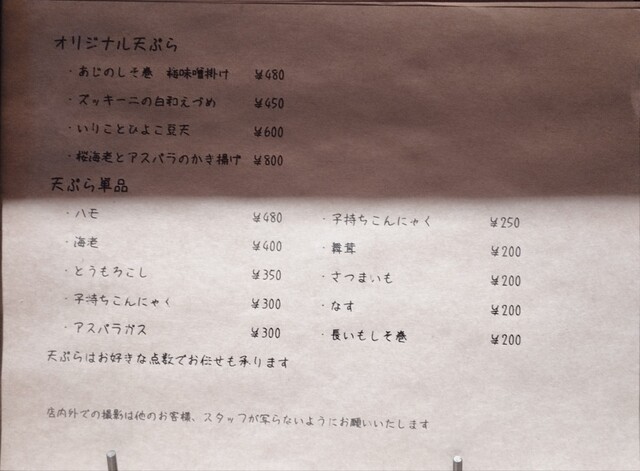 オリジナル天ぷら
・あじのしそ巻 梅味噌掛け ¥480
・ズッキーニの白和えづめ ¥450
・いりことひよこ豆天 ¥600
・桜海老とアスパラのかき揚げ ¥800
天ぷら単品
・ハモ ¥480
・海老 ¥400
・とうもろこし ¥350
・子持ちこんにゃく ¥300
・アスパラガス ¥300
・子持ちこんにゃく ¥250
・舞茸 ¥200
・さつまいも ¥200
・なす ¥200
・長いもしそ巻 ¥200
天ぷらはお好きな点数でお任せも承ります
店内外での撮影は他のお客様、スタッフが写らないようにお願いいたします